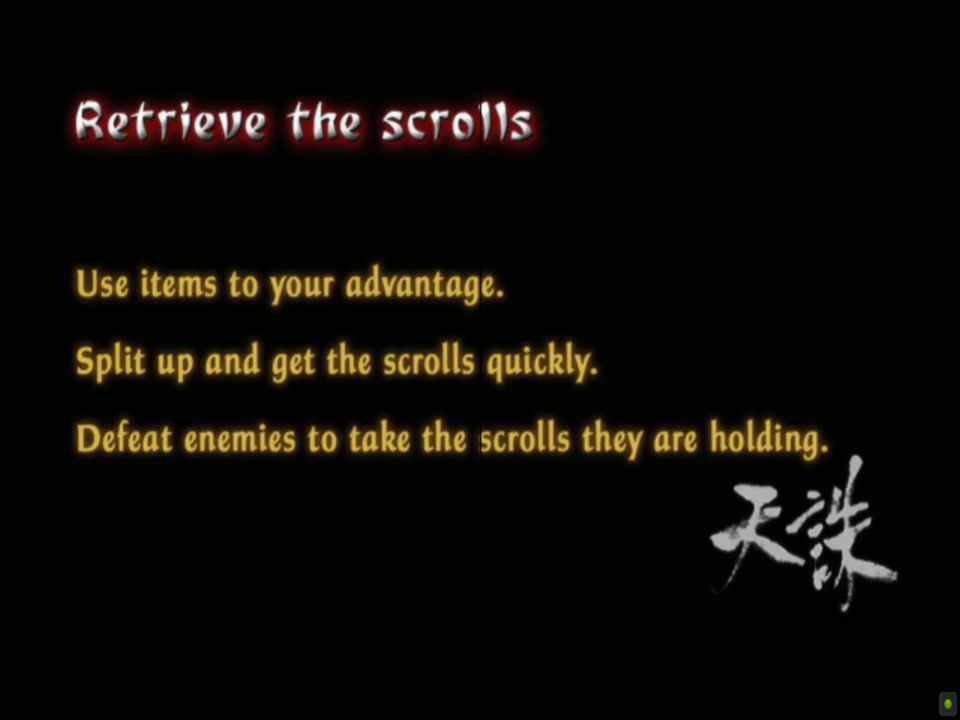 Retrieve the scrolls
Use items to your advantage.
Split up and get the scrolls quickly.
Defeat enemies to take the scrolls they are holding.
天誅